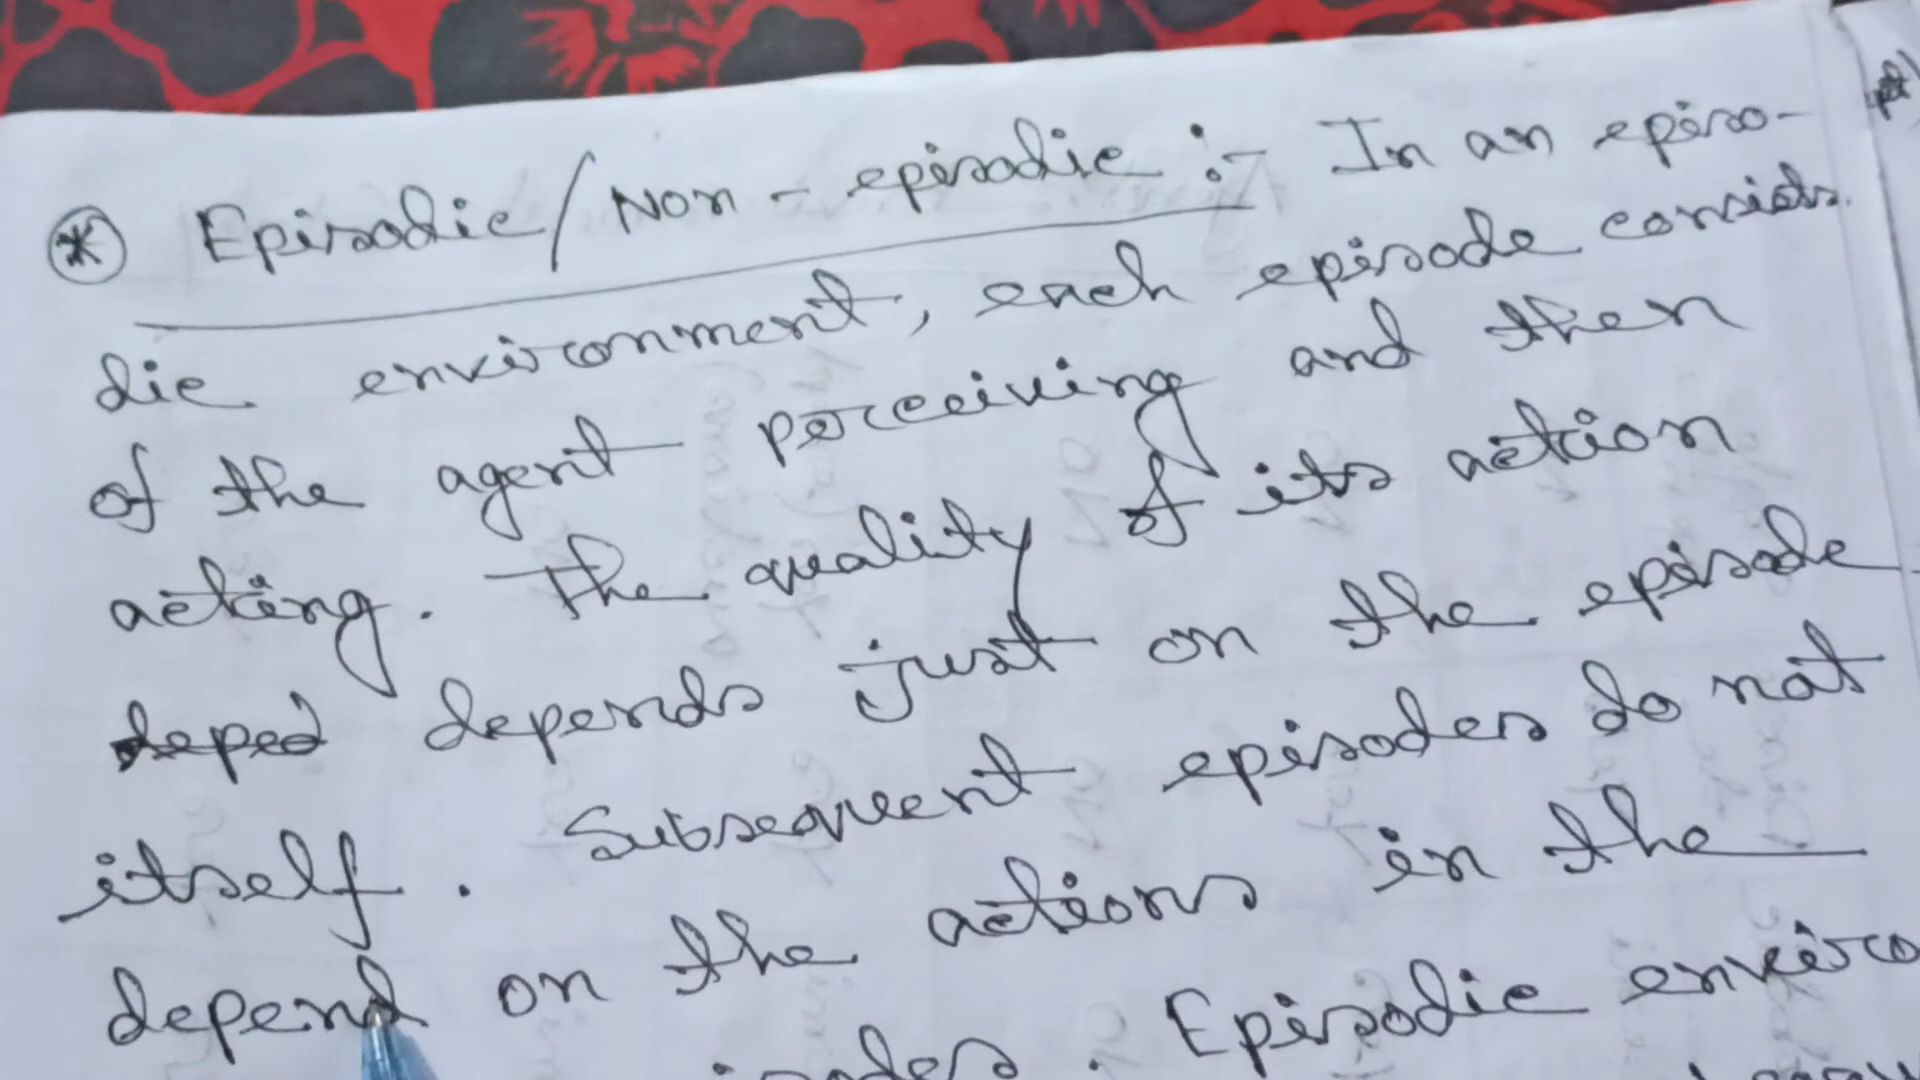 * Episodic/Non-episodic :- In an episo-
dic environment, each episode consists
of the agent perceiving and then
acting. The quality of its action
deped depends just on the episode
itself. Subsequent episodes do not
depend on the actions in the
Episodic enviro